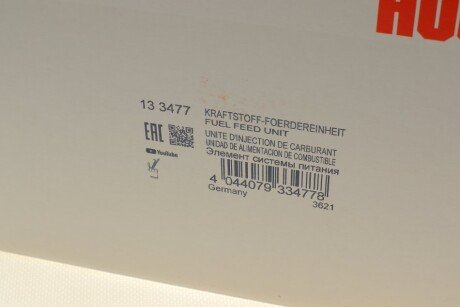 13 3477
KRAFTSTOFF-FOERDEREINHEIT
FUEL FEED UNIT
EAC
UNITE D'INJECTION DE CARBURANT
UNIDAD DE ALIMENTACION DE COMBUSTIBLE
YouTube
Элемент системы питания
4 044079 334778
Germany
3621